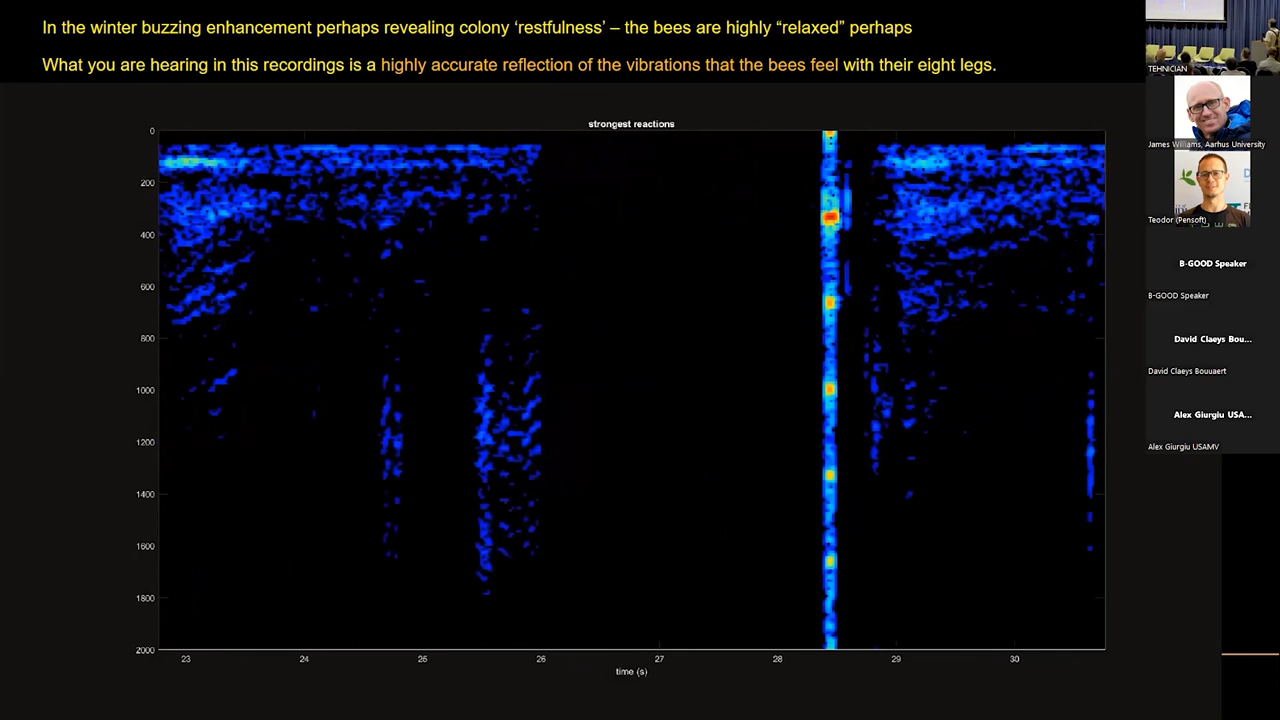 In the winter buzzing enhancement perhaps revealing colony ‘restfulness’ – the bees are highly “relaxed” perhaps
What you are hearing in this recordings is a highly accurate reflection of the vibrations that the bees feel with their eight legs.
strongest reactions
0
200
400
600
800
1000
1200
1400
1600
1800
2000
23
24
25
26
27
28
29
30
time (s)
TEHNICIAN
James Williams, Aarhus University
Teodor (Pensoft)
B-GOOD Speaker
B-GOOD Speaker
David Claeys Bou...
David Claeys Bouuaert
Alex Giurgiu USA...
Alex Giurgiu USAMV